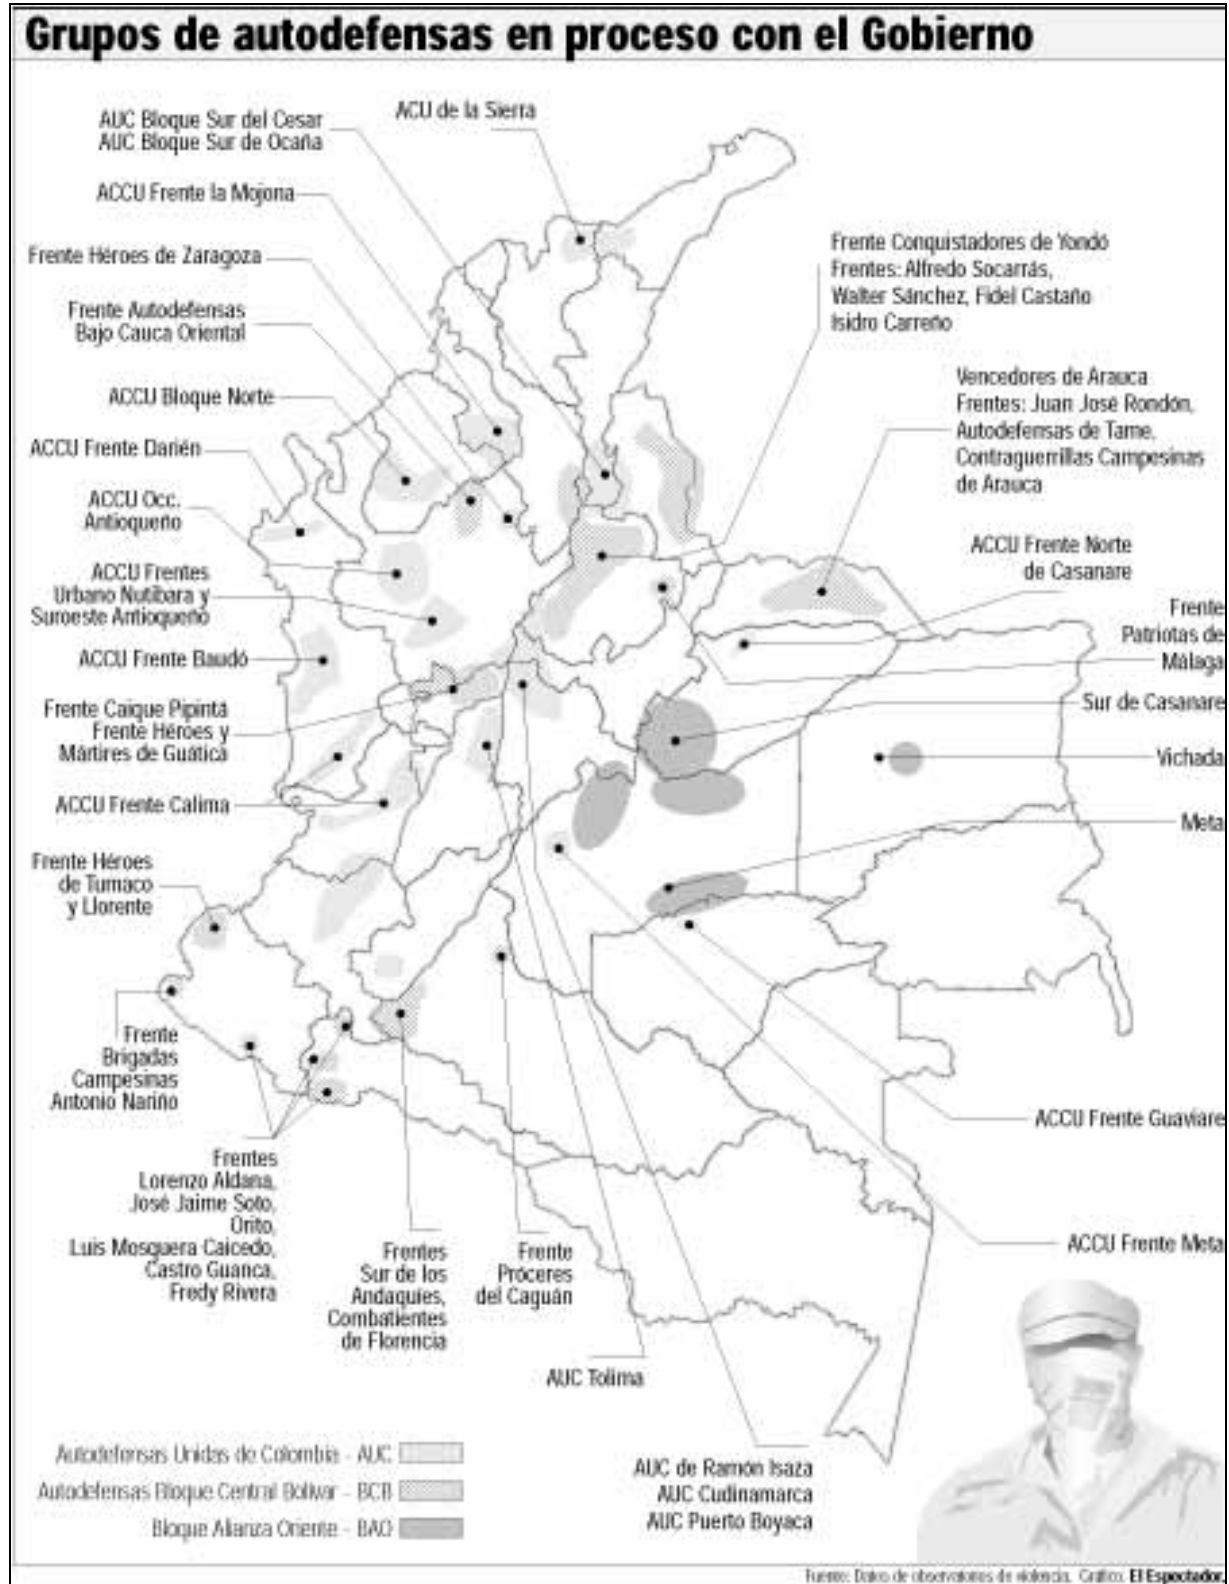 Grupos de autodefensas en proceso con el Gobierno
AUC Bloque Sur del Cesar
AUC Bloque Sur de Ocaña
ACU de la Sierra
ACCU Frente la Mojona
Frente Héroes de Zaragoza
Frente Autodefensas
Bajo Cauca Oriental
ACCU Bloque Norte
ACCU Frente Darién
ACCU Occ.
Antioqueño
ACCU Frentes
Urbano Nutibara y
Suroeste Antioqueño
ACCU Frente Baudó
Frente Caique Pipintá
Frente Héroes y
Mártires de Guática
ACCU Frente Calima
Frente Héroes
de Tumaco
y Llorente
Frente
Brigadas
Campesinas
Antonio Nariño
Frentes
Lorenzo Aldana,
José Jaime Soto,
Orito,
Luis Mosquera Caicedo,
Castro Guanca,
Fredy Rivera
Frentes
Sur de los
Andaquíes,
Combatientes
de Florencia
Frente
Próceres
del Caguán
AUC Tolima
AUC de Ramón Isaza
AUC Cudinamarca
AUC Puerto Boyaca
Frente Conquistadores de Yondó
Frentes: Alfredo Socarrás,
Walter Sánchez, Fidel Castaño
Isidro Carreño
Vencedores de Arauca
Frentes: Juan José Rondón,
Autodefensas de Tame,
Contraguerrillas Campesinas
de Arauca
ACCU Frente Norte
de Casanare
Frente
Patriotas de
Málaga
Sur de Casanare
Vichada
Meta
ACCU Frente Guaviare
ACCU Frente Meta
Autodefensas Unidas de Colombia - AUC
Autodefensas Bloque Central Bolívar - BCB
Bloque Alianza Oriente - BAO
Fuente: Datos de observatorios de violencia. Gráfico. El Espectador.